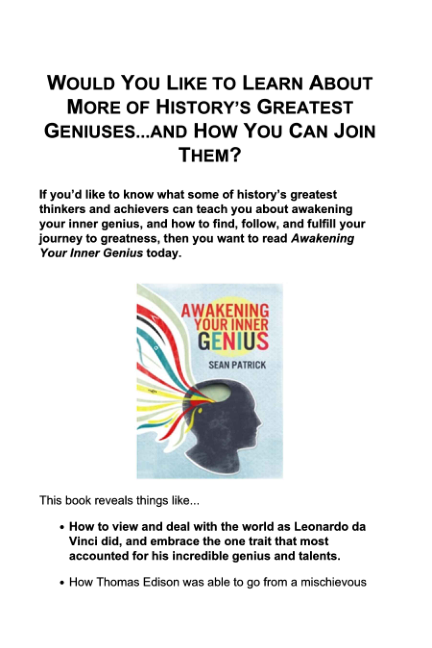 WOULD YOU LIKE TO LEARN ABOUT
MORE OF HISTORY'S GREATEST
GENIUSES...AND HOW YOU CAN JOIN
THEM?
If you'd like to know what some of history's greatest
thinkers and achievers can teach you about awakening
your inner genius, and how to find, follow, and fulfill your
journey to greatness, then you want to read Awakening
Your Inner Genius today.
AWAKENING
YOUR INNER
GENIUS
SEAN PATRICK
This book reveals things like...
• How to view and deal with the world as Leonardo da
Vinci did, and embrace the one trait that most
accounted for his incredible genius and talents.
• How Thomas Edison was able to go from a mischievous